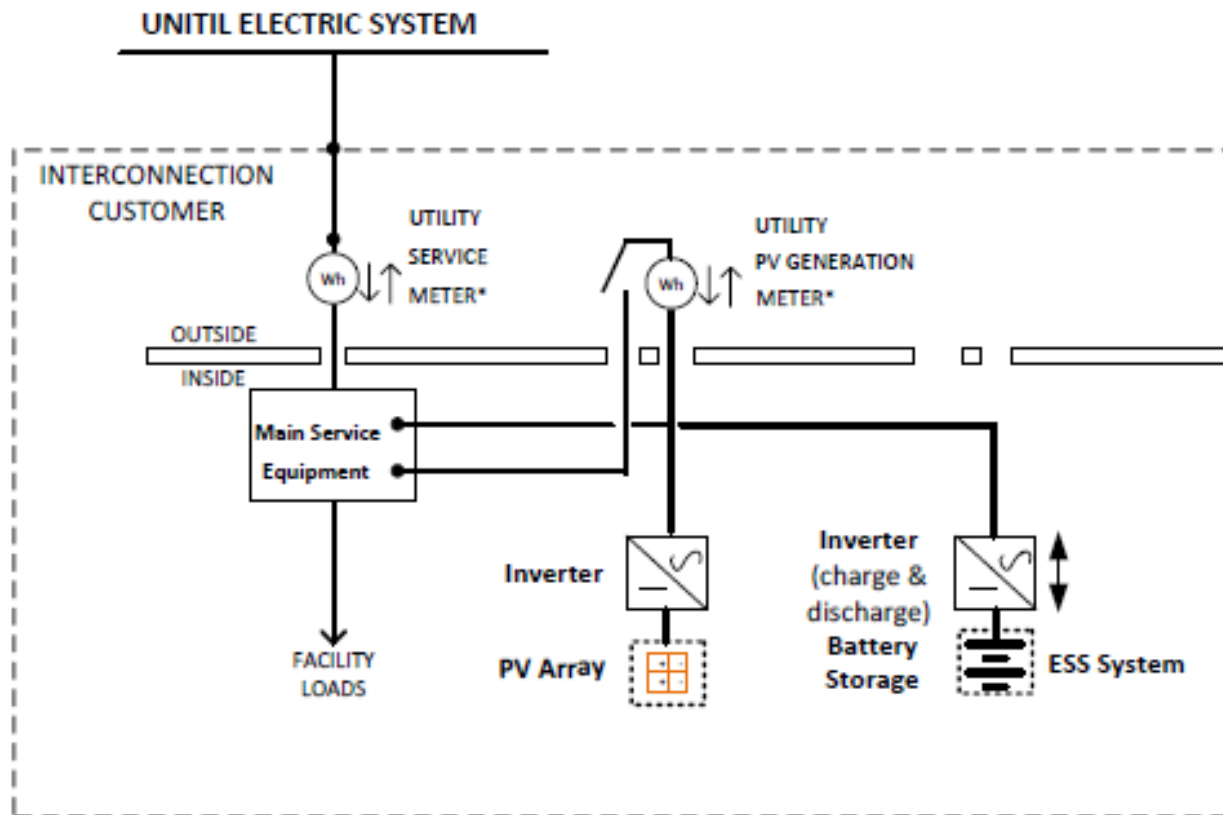 UNITIL ELECTRIC SYSTEM
INTERCONNECTION
CUSTOMER
UTILITY
SERVICE
METER*
Wh
UTILITY
PV GENERATION
METER*
Wh
OUTSIDE
INSIDE
Main Service
Equipment
Inverter
PV Array
Inverter
(charge &
discharge)
Battery
Storage
ESS System
FACILITY
LOADS